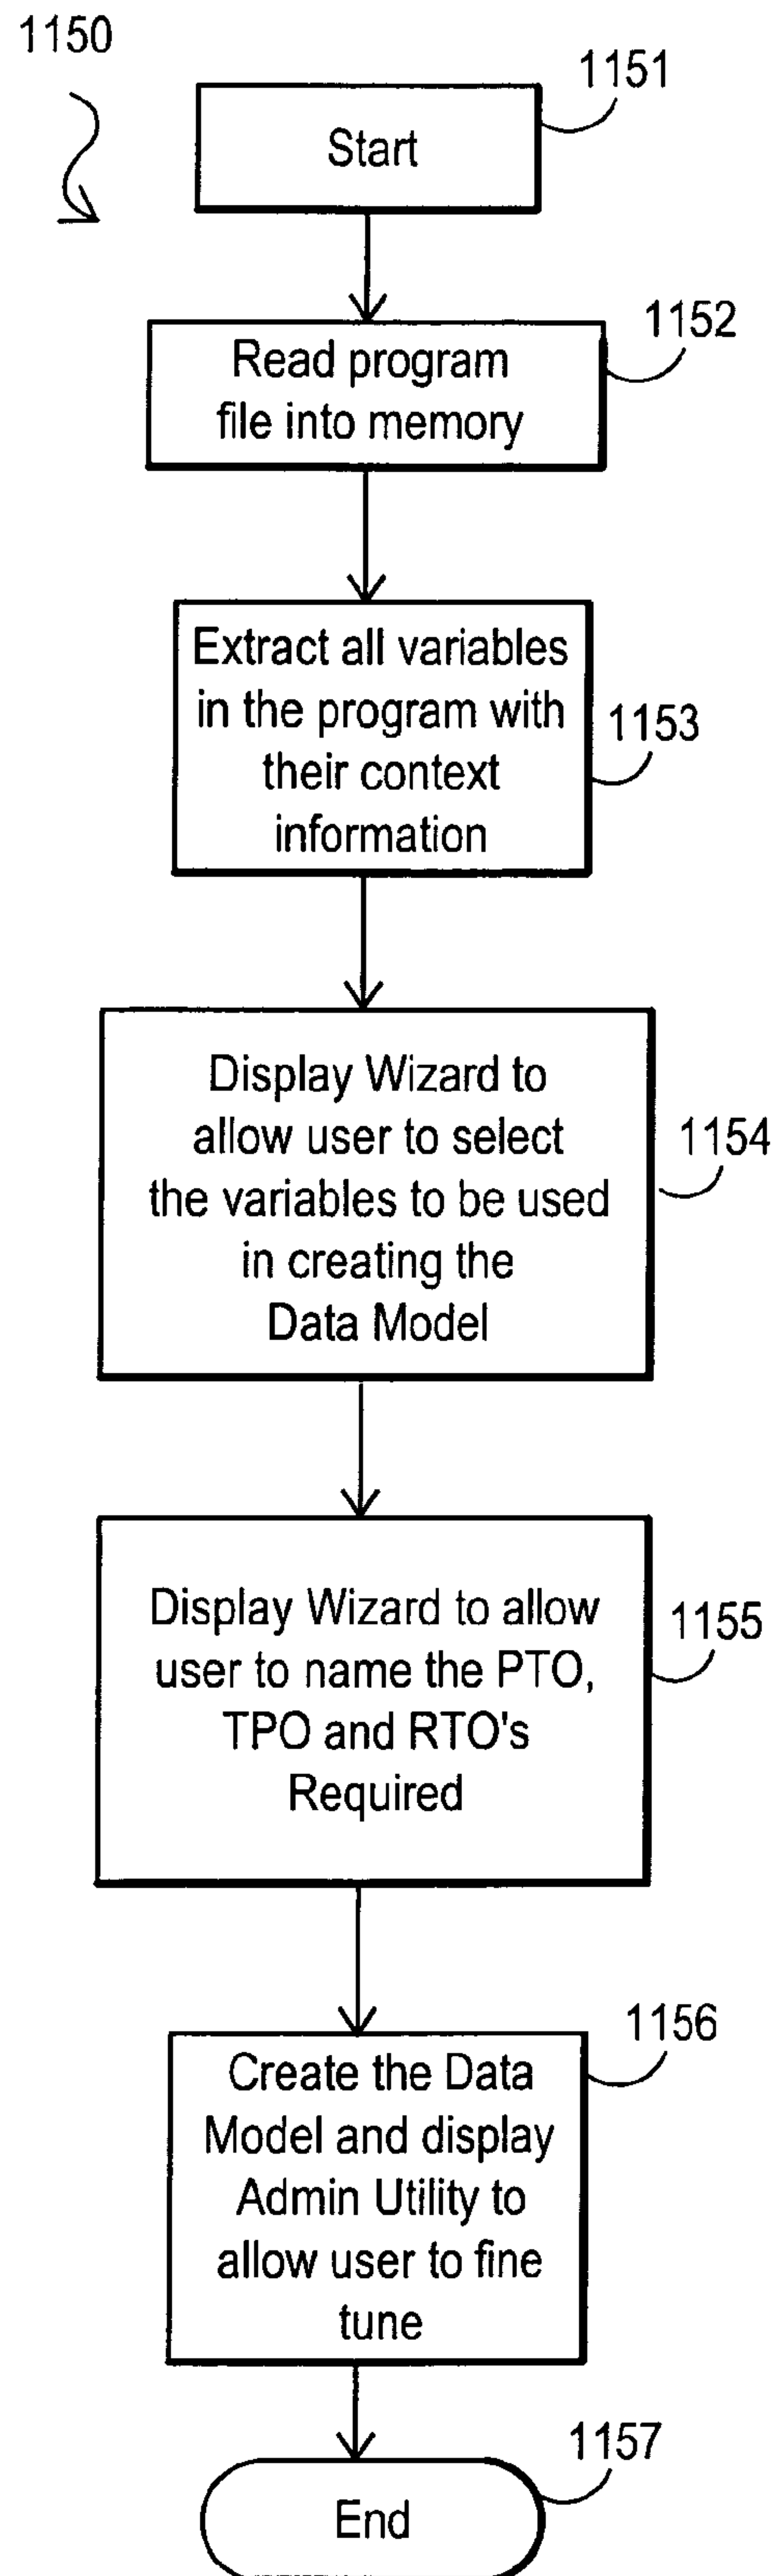 1150
1151
Start
1152
Read program
file into memory
Extract all variables
in the program with
their context
information
1153
Display Wizard to
allow user to select
the variables to be used
in creating the
Data Model
1154
Display Wizard to allow
user to name the PTO,
TPO and RTO's
Required
1155
1156
Create the Data
Model and display
Admin Utility to
allow user to fine
tune
1157
End